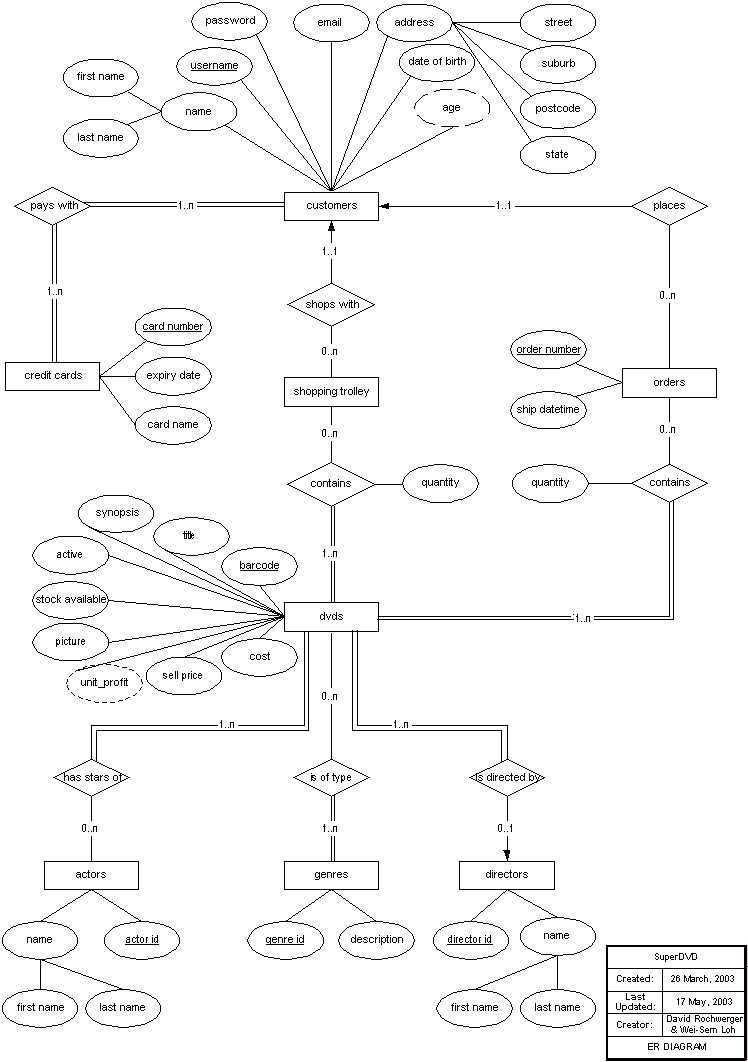 password
email
address
street
username
date of birth
suburb
first name
name
age
postcode
last name
state
pays with
1..n
customers
1..1
places
1..1
1..n
shops with
0..n
card number
0..n
order number
credit cards
expiry date
shopping trolley
orders
card name
0..n
ship datetime
0..n
contains
quantity
quantity
contains
synopsis
title
active
1..n
barcode
stock available
dvds
1..n
picture
cost
unit_profit
sell price
0..n
1..n
1..n
has stars of
is of type
Is directed by
0..n
1..n
0..1
actors
genres
directors
name
actor id
genre id
description
director id
name
first name
last name
first name
last name
SuperDVD
Created:
26 March, 2003
Last
Updated:
17 May, 2003
Creator:
David Rochwerger
& Wei-Sem Loh
ER DIAGRAM